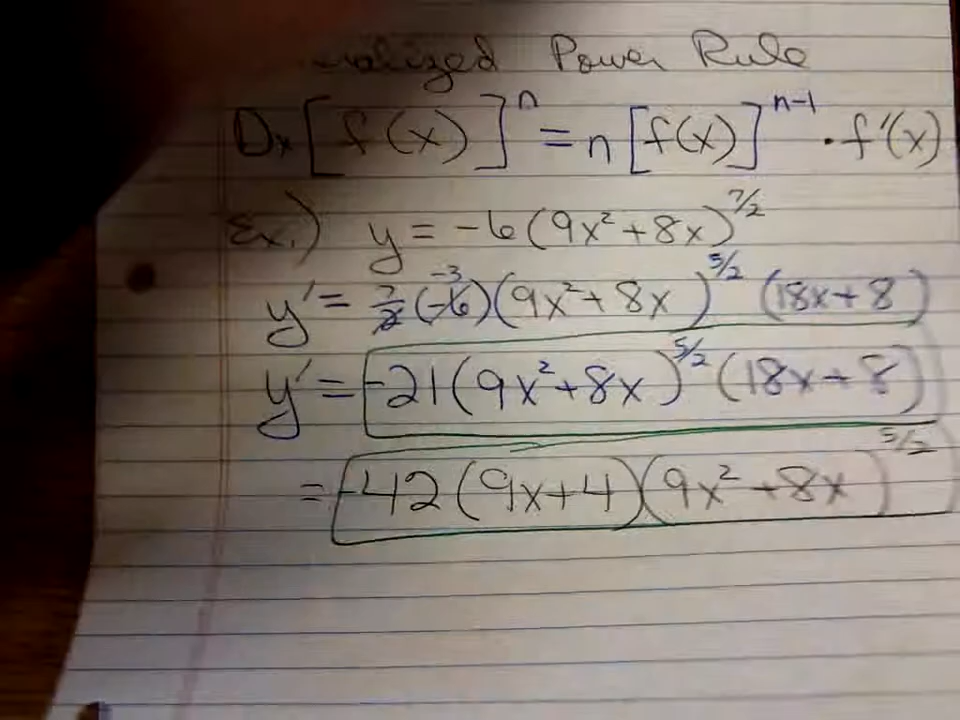 Power Rule
Dx [f(x)]^n = n[f(x)]^(n-1) · f'(x)
Ex.) y = -6(9x² + 8x)^(7/2)
y' = 7/2 (-6)(9x² + 8x)^(5/2) (18x + 8)
-3
y' = -21(9x² + 8x)^(5/2) (18x + 8)
= -42(9x + 4)(9x² + 8x)^(5/2)